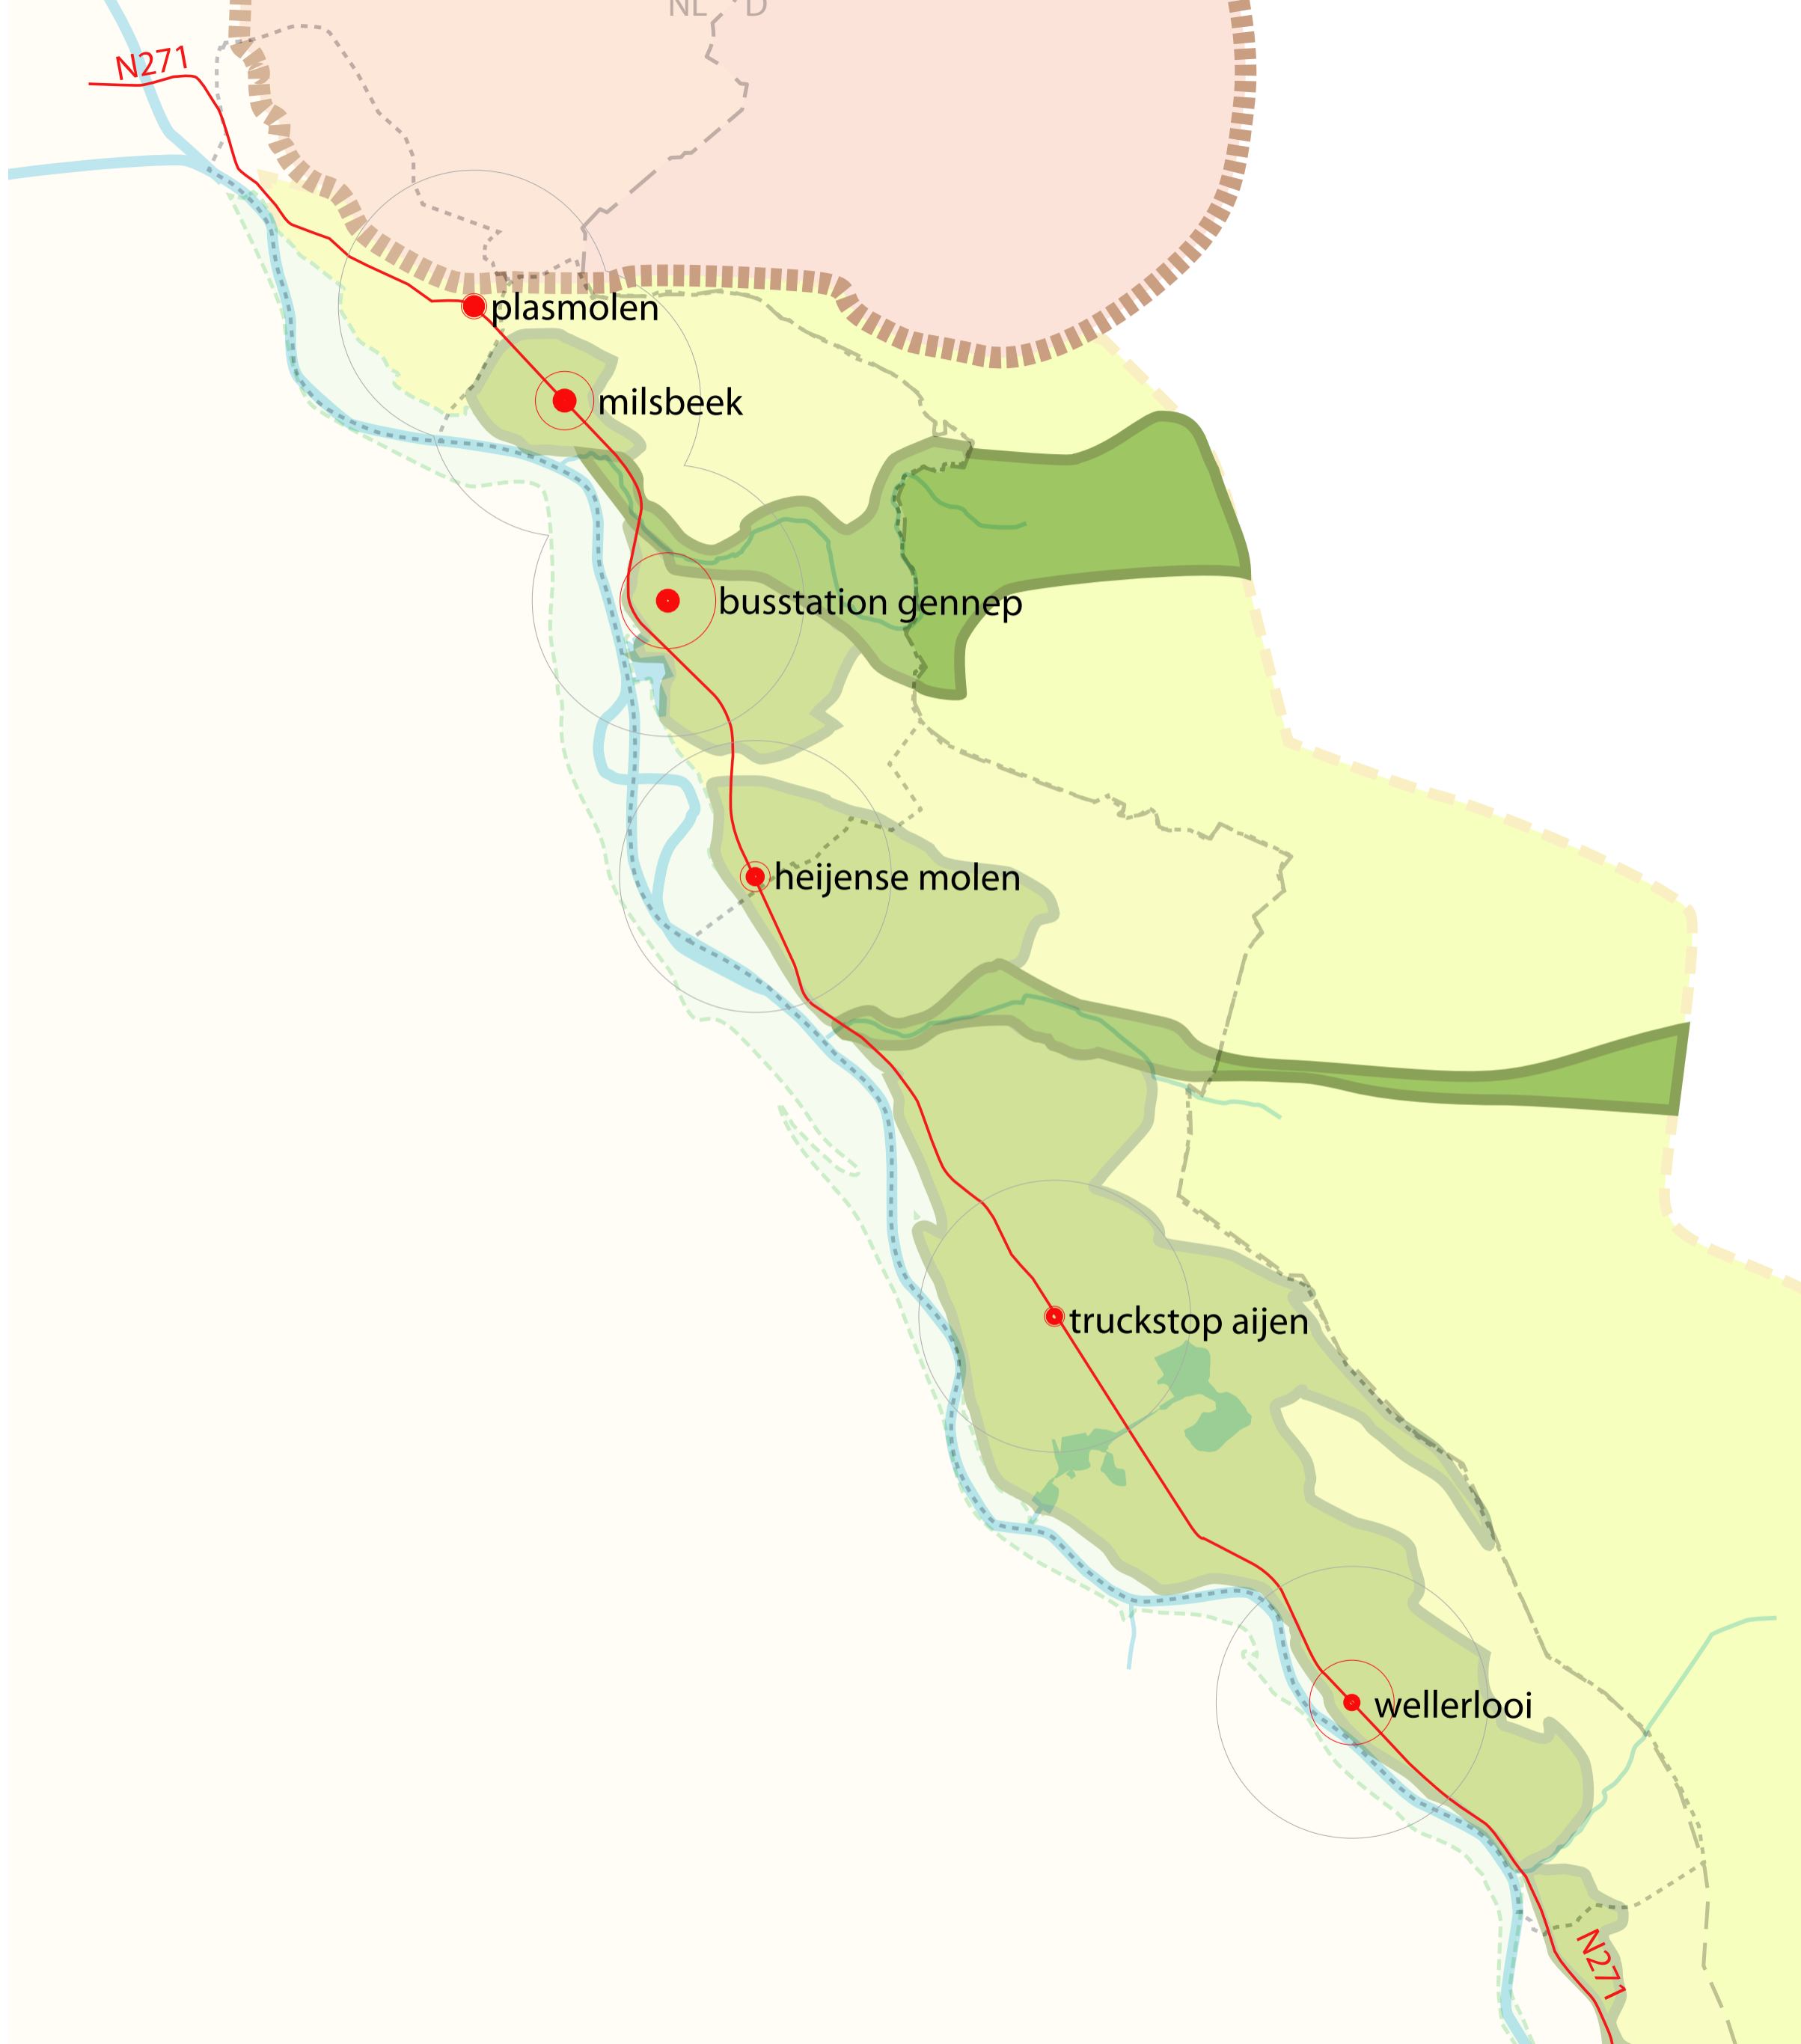 NL D
N271
plasmolen
milsbeek
busstation gennep
heijense molen
truckstop aijen
wellerlooi
N271